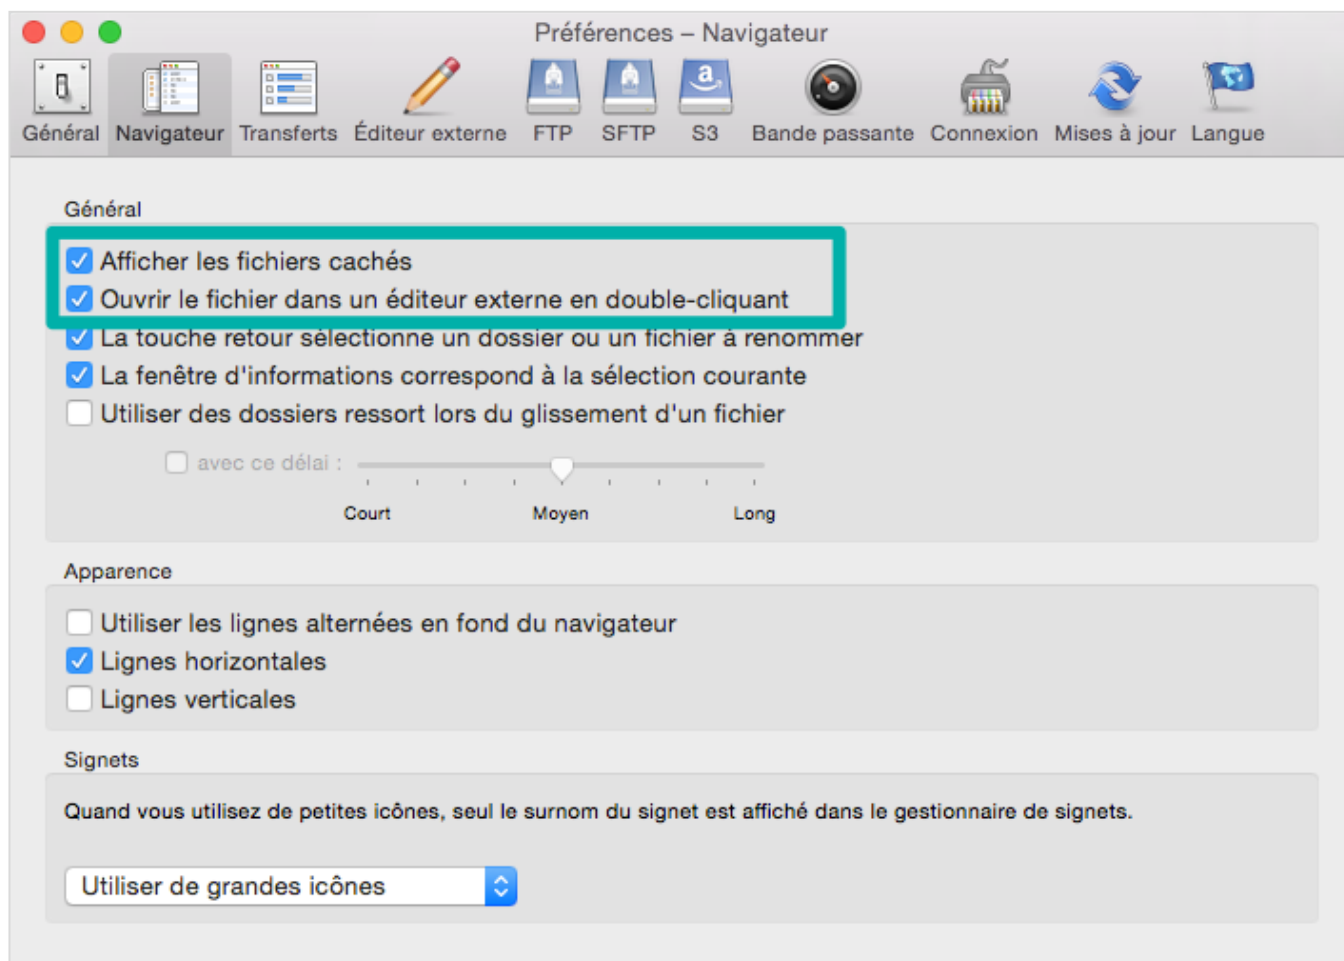 Préférences – Navigateur
Général Navigateur Transferts Éditeur externe FTP SFTP S3 Bande passante Connexion Mises à jour Langue
Général
Afficher les fichiers cachés
Ouvrir le fichier dans un éditeur externe en double-cliquant
La touche retour sélectionne un dossier ou un fichier à renommer
La fenêtre d'informations correspond à la sélection courante
Utiliser des dossiers ressort lors du glissement d'un fichier
avec ce délai :
Court Moyen Long
Apparence
Utiliser les lignes alternées en fond du navigateur
Lignes horizontales
Lignes verticales
Signets
Quand vous utilisez de petites icônes, seul le surnom du signet est affiché dans le gestionnaire de signets.
Utiliser de grandes icônes